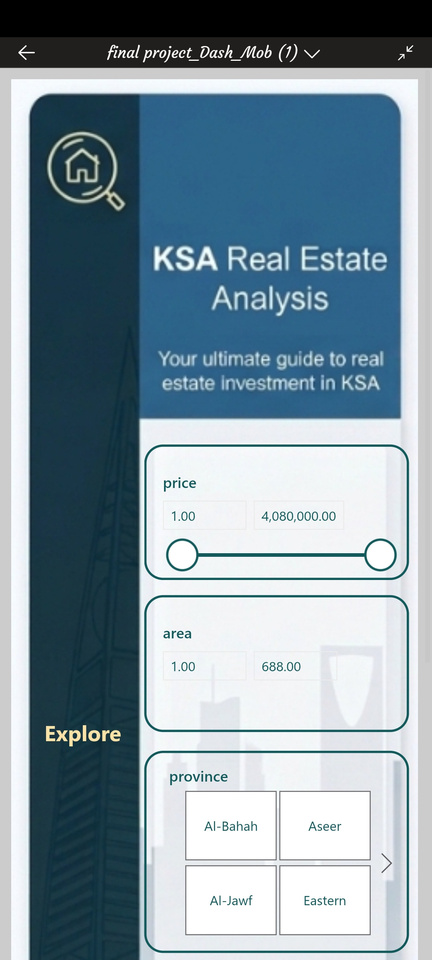 final project_Dash_Mob (1)
KSA Real Estate
Analysis
Your ultimate guide to real
estate investment in KSA
price
1.00
4,080,000.00
area
1.00
688.00
Explore
province
Al-Bahah
Aseer
Al-Jawf
Eastern